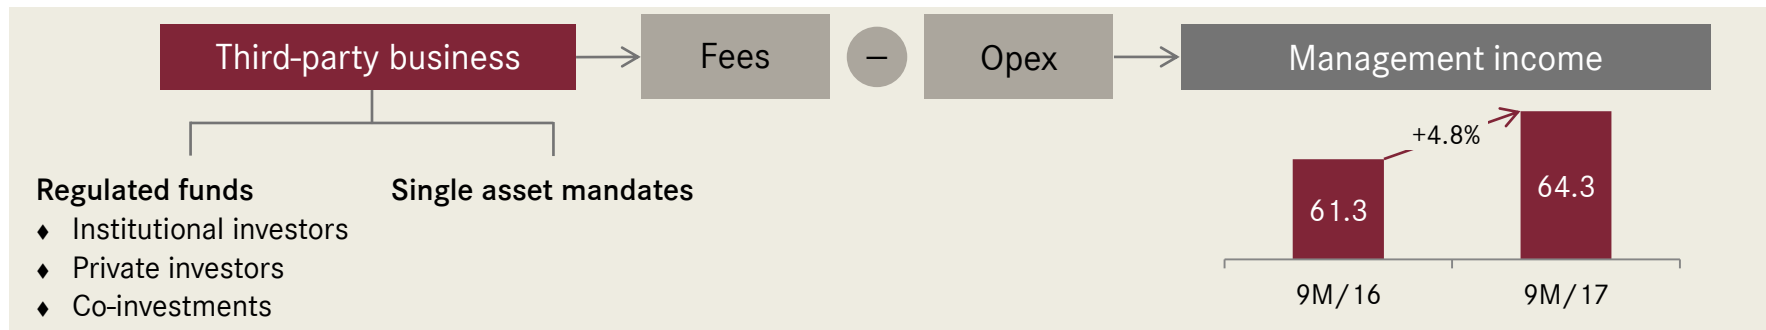 Third-party business
Fees
–
Opex
Management income
Regulated funds
♦ Institutional investors
♦ Private investors
♦ Co-investments
Single asset mandates
+4.8%
61.3
64.3
9M/16
9M/17